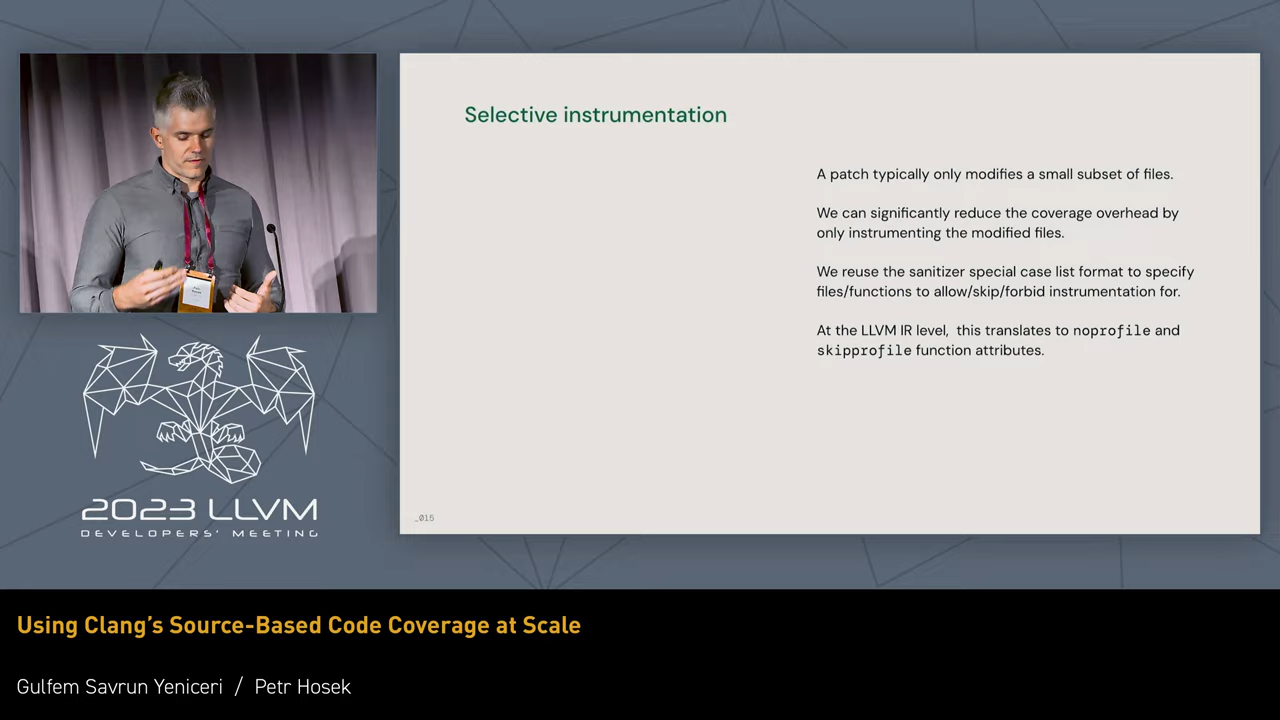 Selective instrumentation
A patch typically only modifies a small subset of files.
We can significantly reduce the coverage overhead by
only instrumenting the modified files.
We reuse the sanitizer special case list format to specify
files/functions to allow/skip/forbid instrumentation for.
At the LLVM IR level, this translates to noprofile and
skipprofile function attributes.
_015
2023 LLVM
DEVELOPERS' MEETING
Using Clang's Source-Based Code Coverage at Scale
Gulfem Savrun Yeniceri / Petr Hosek